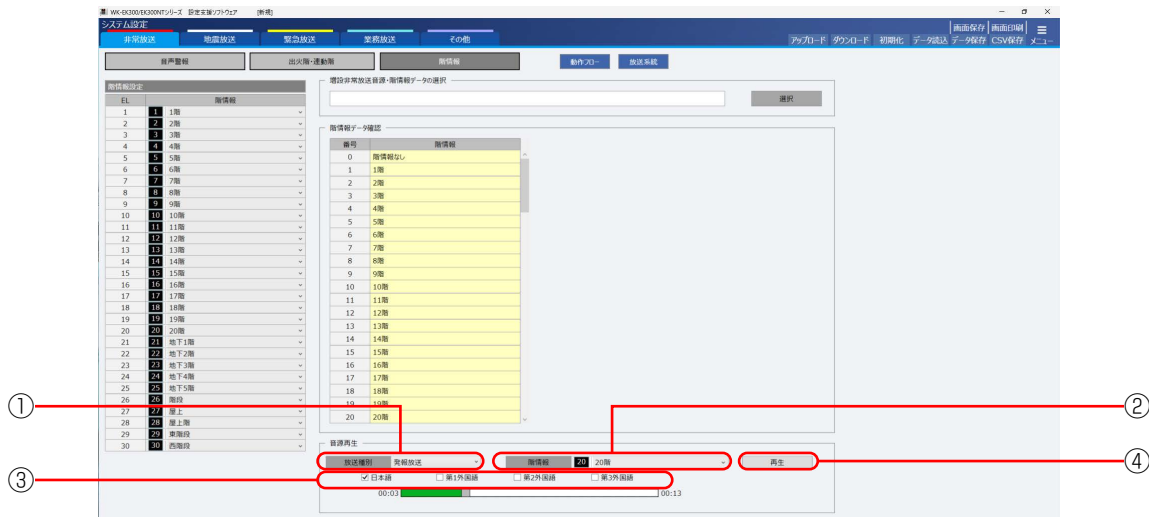 WK-EK300/EK300NTシリーズ 設定支援ソフトウェア [新規]
システム設定
画面保存 画面印刷
非常放送 地震放送 緊急放送 業務放送 その他
アップロード ダウンロード 初期化 データ読込 データ保存 CSV保存 メニュー
音声警報 出火階・連動階 階情報 動作フロー 放送系統
階情報設定
EL 階情報
1 1 1階
2 2 2階
3 3 3階
4 4 4階
5 5 5階
6 6 6階
7 7 7階
8 8 8階
9 9 9階
10 10 10階
11 11 11階
12 12 12階
13 13 13階
14 14 14階
15 15 15階
16 16 16階
17 17 17階
18 18 18階
19 19 19階
20 20 20階
21 21 地下1階
22 22 地下2階
23 23 地下3階
24 24 地下4階
25 25 地下5階
26 26 階段
27 27 屋上
28 28 屋上階
29 29 東階段
30 30 西階段
増設非常放送音源・階情報データの選択
選択
階情報データ確認
番号 階情報
0 階情報なし
1 1階
2 2階
3 3階
4 4階
5 5階
6 6階
7 7階
8 8階
9 9階
10 10階
11 11階
12 12階
13 13階
14 14階
15 15階
16 16階
17 17階
18 18階
19 19階
20 20階
音源再生
放送種別 発報放送 階情報 20 20階 再生
日本語 第1外国語 第2外国語 第3外国語
00:03 00:13
①
②
③
④